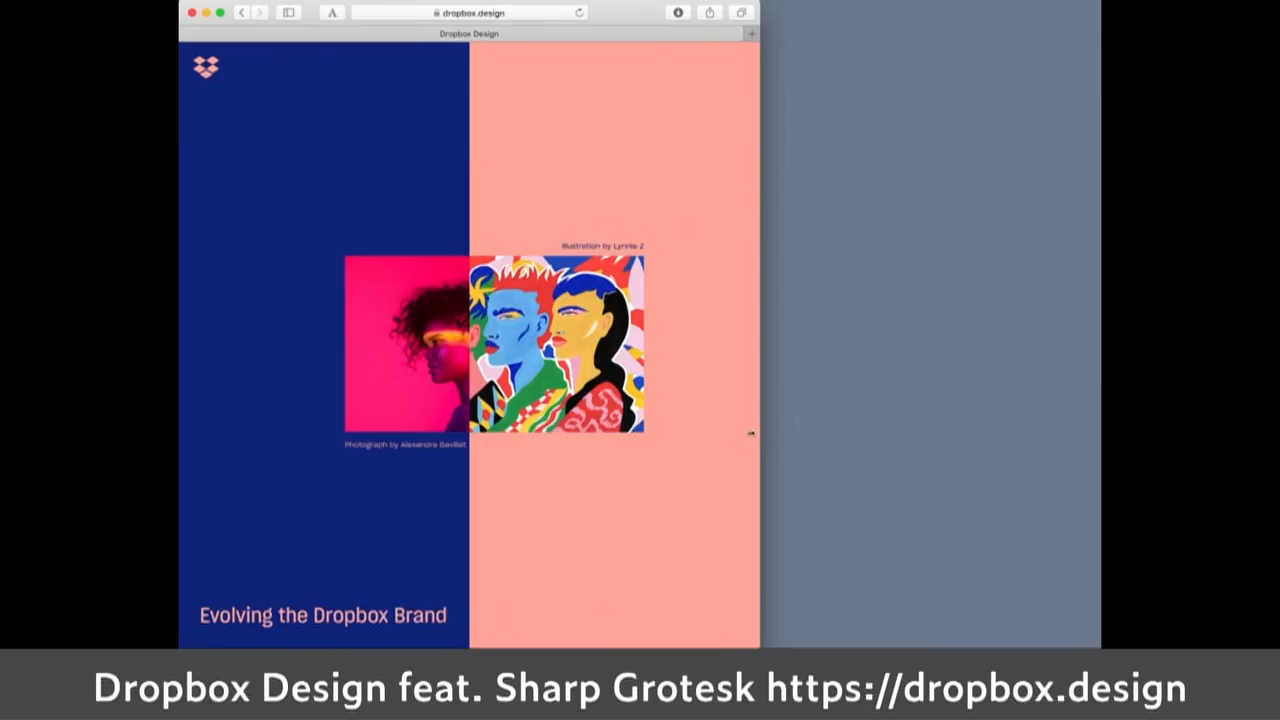 A
dropbox.design
Dropbox Design
Illustration by Lynnie Z
Photograph by Alexandra Gavillet
Evolving the Dropbox Brand
Dropbox Design feat. Sharp Grotesk https://dropbox.design